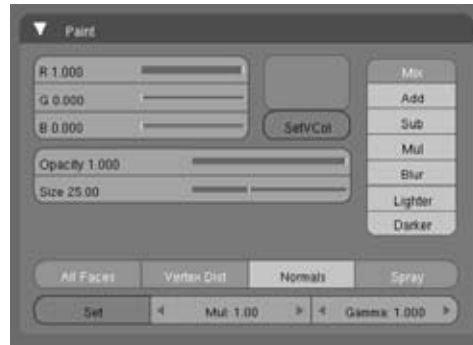 Paint
R 1.000
G 0.000
B 0.000
SetVCol
Opacity 1.000
Size 25.00
Mix
Add
Sub
Mul
Blur
Lighter
Darker
All Faces Vertex Dist Normals Spray
Set Mul: 1.00 Gamma: 1.000